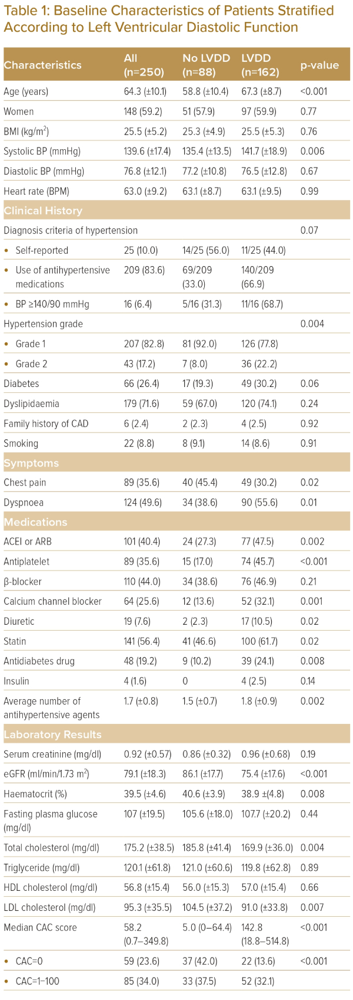 Table 1: Baseline Characteristics of Patients Stratified
According to Left Ventricular Diastolic Function
Characteristics All (n=250) No LVDD (n=88) LVDD (n=162) p-value
Age (years) 64.3 (±10.1) 58.8 (±10.4) 67.3 (±8.7) <0.001
Women 148 (59.2) 51 (57.9) 97 (59.9) 0.77
BMI (kg/m²) 25.5 (±5.2) 25.3 (±4.9) 25.5 (±5.3) 0.76
Systolic BP (mmHg) 139.6 (±17.4) 135.4 (±13.5) 141.7 (±18.9) 0.006
Diastolic BP (mmHg) 76.8 (±12.1) 77.2 (±10.8) 76.5 (±12.8) 0.67
Heart rate (BPM) 63.0 (±9.2) 63.1 (±8.7) 63.1 (±9.5) 0.99
Clinical History
Diagnosis criteria of hypertension 0.07
• Self-reported 25 (10.0) 14/25 (56.0) 11/25 (44.0)
• Use of antihypertensive medications 209 (83.6) 69/209 (33.0) 140/209 (66.9)
• BP ≥140/90 mmHg 16 (6.4) 5/16 (31.3) 11/16 (68.7)
Hypertension grade 0.004
• Grade 1 207 (82.8) 81 (92.0) 126 (77.8)
• Grade 2 43 (17.2) 7 (8.0) 36 (22.2)
Diabetes 66 (26.4) 17 (19.3) 49 (30.2) 0.06
Dyslipidaemia 179 (71.6) 59 (67.0) 120 (74.1) 0.24
Family history of CAD 6 (2.4) 2 (2.3) 4 (2.5) 0.92
Smoking 22 (8.8) 8 (9.1) 14 (8.6) 0.91
Symptoms
Chest pain 89 (35.6) 40 (45.4) 49 (30.2) 0.02
Dyspnoea 124 (49.6) 34 (38.6) 90 (55.6) 0.01
Medications
ACEI or ARB 101 (40.4) 24 (27.3) 77 (47.5) 0.002
Antiplatelet 89 (35.6) 15 (17.0) 74 (45.7) <0.001
β-blocker 110 (44.0) 34 (38.6) 76 (46.9) 0.21
Calcium channel blocker 64 (25.6) 12 (13.6) 52 (32.1) 0.001
Diuretic 19 (7.6) 2 (2.3) 17 (10.5) 0.02
Statin 141 (56.4) 41 (46.6) 100 (61.7) 0.02
Antidiabetes drug 48 (19.2) 9 (10.2) 39 (24.1) 0.008
Insulin 4 (1.6) 0 4 (2.5) 0.14
Average number of antihypertensive agents 1.7 (±0.8) 1.5 (±0.7) 1.8 (±0.9) 0.002
Laboratory Results
Serum creatinine (mg/dl) 0.92 (±0.57) 0.86 (±0.32) 0.96 (±0.68) 0.19
eGFR (ml/min/1.73 m²) 79.1 (±18.3) 86.1 (±17.7) 75.4 (±17.6) <0.001
Haematocrit (%) 39.5 (±4.6) 40.6 (±3.9) 38.9 ±(4.8) 0.008
Fasting plasma glucose (mg/dl) 107 (±19.5) 105.6 (±18.0) 107.7 (±20.2) 0.44
Total cholesterol (mg/dl) 175.2 (±38.5) 185.8 (±41.4) 169.9 (±36.0) 0.004
Triglyceride (mg/dl) 120.1 (±61.8) 121.0 (±60.6) 119.8 (±62.8) 0.89
HDL cholesterol (mg/dl) 56.8 (±15.4) 56.0 (±15.3) 57.0 (±15.4) 0.66
LDL cholesterol (mg/dl) 95.3 (±35.5) 104.5 (±37.2) 91.0 (±33.8) 0.007
Median CAC score 58.2 (0.7–349.8) 5.0 (0–64.4) 142.8 (18.8–514.8) <0.001
• CAC=0 59 (23.6) 37 (42.0) 22 (13.6) <0.001
• CAC=1–100 85 (34.0) 33 (37.5) 52 (32.1)